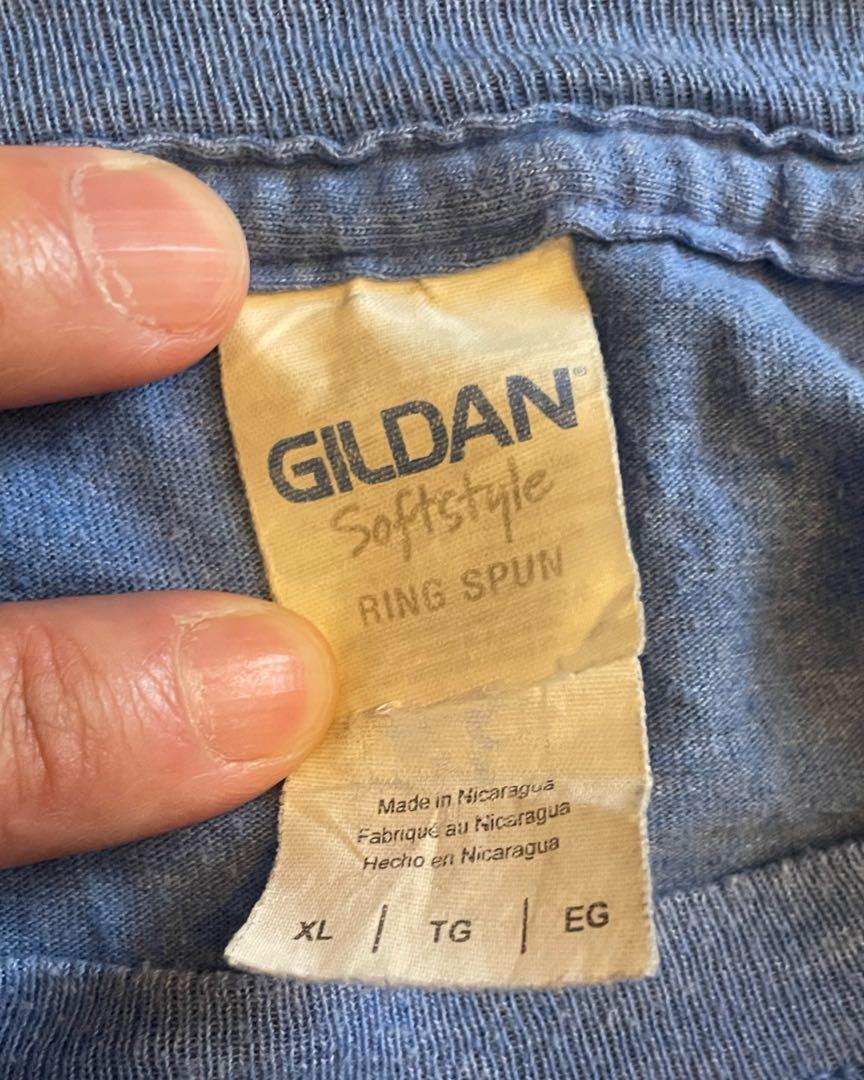 GILDAN®
Softstyle
RING SPUN
Made in Nicaragua
Fabriqué au Nicaragua
Hecho en Nicaragua
XL | TG | EG